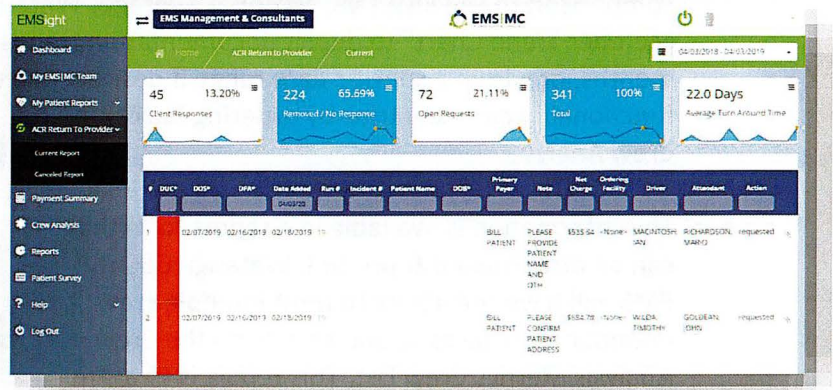 EMSight
EMS Management & Consultants
EMS|MC
Dashboard
My EMS|MC Team
My Patient Reports
ACR Return To Provider
Current Report
Canceled Report
Payment Summary
Crew Analysis
Reports
Patient Survey
Help
Log Out
Home ACR Return to Provider Current
04/03/2018 - 04/03/2019
45 13.20%
Client Responses
224 65.69%
Removed / No Response
72 21.11%
Open Requests
341 100%
Total
22.0 Days
Average Turn Around Time
# DUC* DOS* DFA* Date Added Run # Incident # Patient Name DOB* Primary Payer Note Net Charge Ordering Facility Driver Attendant Action
1 02/07/2019 02/16/2019 02/18/2019 BILL PATIENT PLEASE PROVIDE PATIENT NAME AND OTH -None- MACINTOSH, IAN RICHARDSON, MARIO requested
2 02/07/2019 02/16/2019 02/18/2019 BILL PATIENT PLEASE CONFIRM PATIENT ADDRESS $584.78 -None- WILDA, TIMOTHY JOHN requested